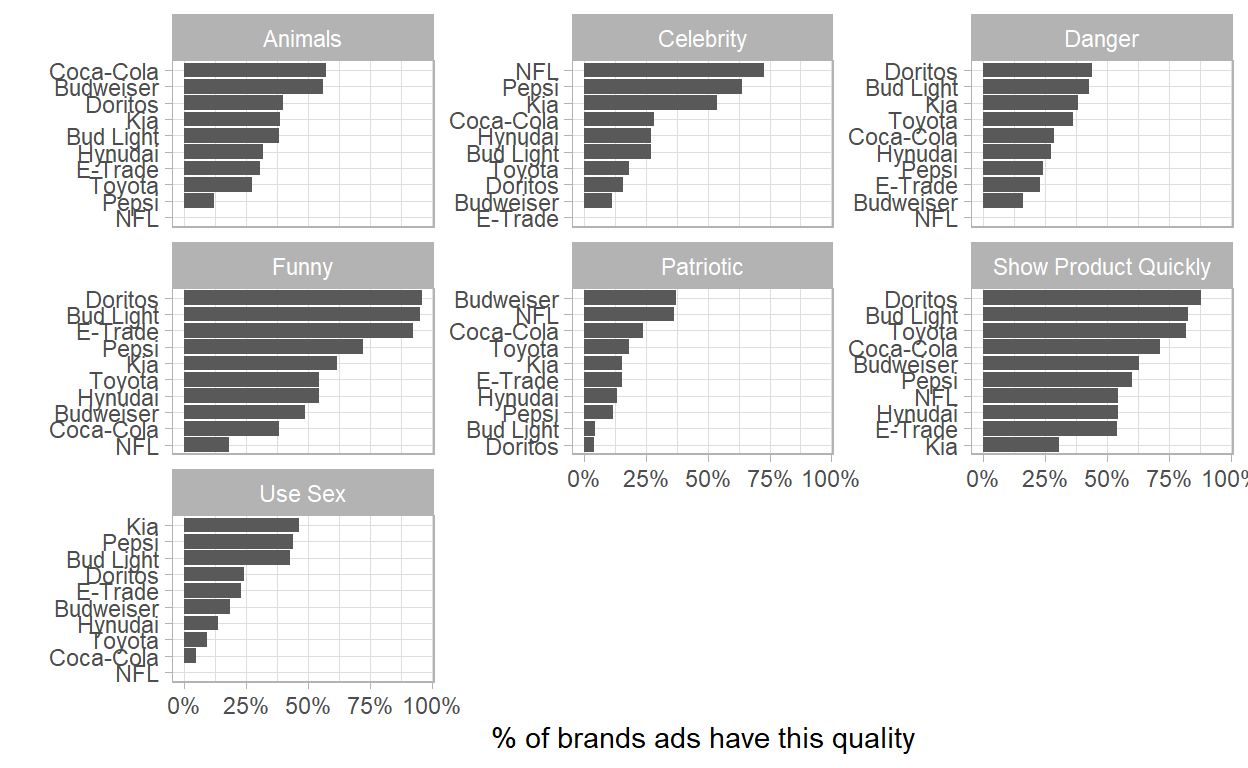 Animals
Coca-Cola
Budweiser
Doritos
Kia
Bud Light
Hynudai
E-Trade
Toyota
Pepsi
NFL
Celebrity
NFL
Pepsi
Kia
Coca-Cola
Hynudai
Bud Light
Toyota
Doritos
Budweiser
E-Trade
Danger
Doritos
Bud Light
Kia
Toyota
Coca-Cola
Hynudai
Pepsi
E-Trade
Budweiser
NFL
Funny
Doritos
Bud Light
E-Trade
Pepsi
Kia
Toyota
Hynudai
Budweiser
Coca-Cola
NFL
Patriotic
Budweiser
NFL
Coca-Cola
Toyota
Kia
E-Trade
Hynudai
Pepsi
Bud Light
Doritos
0% 25% 50% 75% 100%
Show Product Quickly
Doritos
Bud Light
Toyota
Coca-Cola
Budweiser
Pepsi
NFL
Hynudai
E-Trade
Kia
0% 25% 50% 75% 100%
Use Sex
Kia
Pepsi
Bud Light
Doritos
E-Trade
Budweiser
Hynudai
Toyota
Coca-Cola
NFL
0% 25% 50% 75% 100%
% of brands ads have this quality